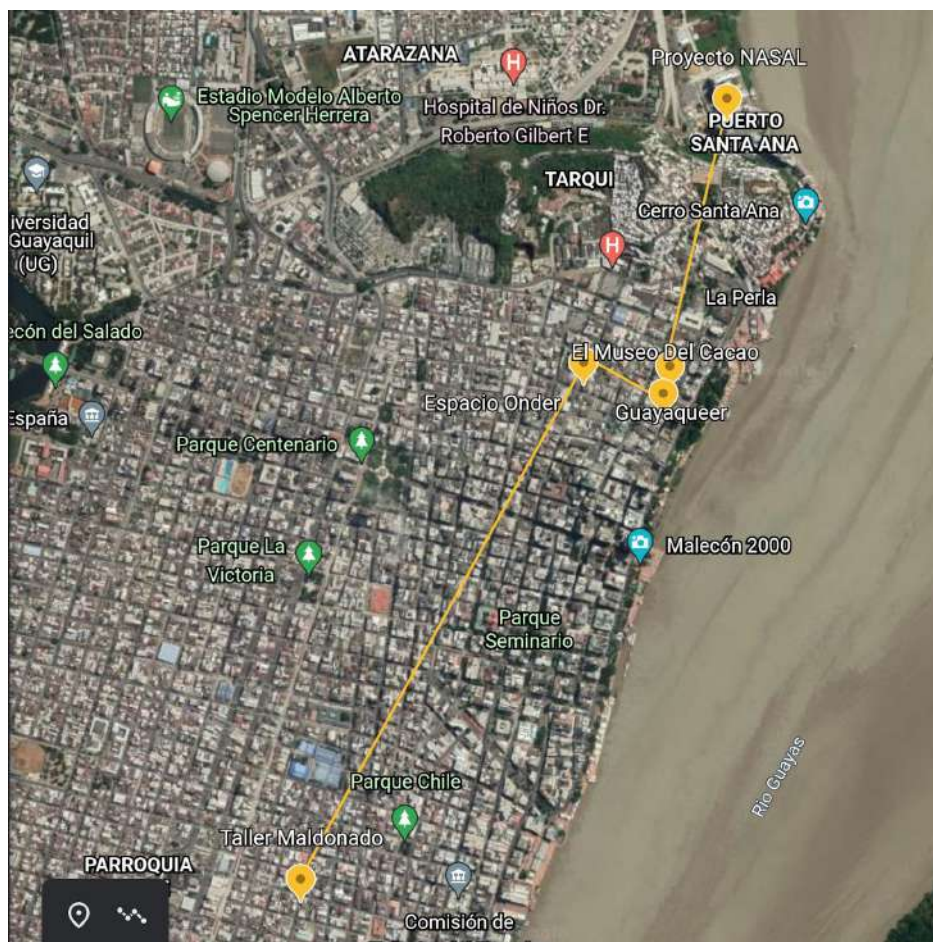 ATARAZANA
Proyecto NASAL
Estadio Modelo Alberto
Spencer Herrera
H
Hospital de Niños Dr.
Roberto Gilbert E
PUERTO
SANTA ANA
TARQUI
Cerro Santa Ana
iversidad
Guayaquil
(UG)
H
La Perla
ecón del Salado
El Museo Del Cacao
España
Espacio Onder
Guayaqueer
Parque Centenario
Parque La
Victoria
Malecón 2000
Parque
Seminario
Rio Guayas
Parque Chile
Taller Maldonado
PARROQUIA
Comisión de